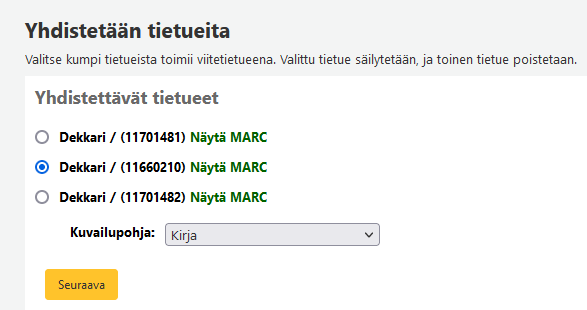 Yhdistetään tietueita
Valitse kumpi tietueista toimii viitetietueena. Valittu tietue säilytetään, ja toinen tietue poistetaan.
Yhdistettävät tietueet
Dekkari / (11701481) Näytä MARC
Dekkari / (11660210) Näytä MARC
Dekkari / (11701482) Näytä MARC
Kuvailupohja: Kirja
Seuraava